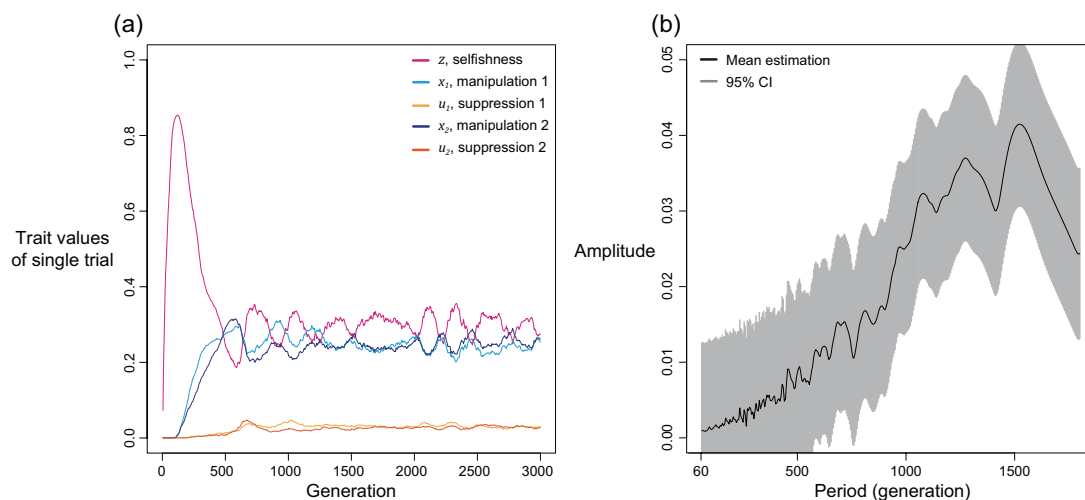 (a)
Trait values
of single trial
1.0
0.8
0.6
0.4
0.2
0.0
z, selfishness
x1, manipulation 1
u1, suppression 1
x2, manipulation 2
u2, suppression 2
0 500 1000 1500 2000 2500 3000
Generation
(b)
Amplitude
0.05
0.04
0.03
0.02
0.01
0.00
Mean estimation
95% CI
60 500 1000 1500
Period (generation)